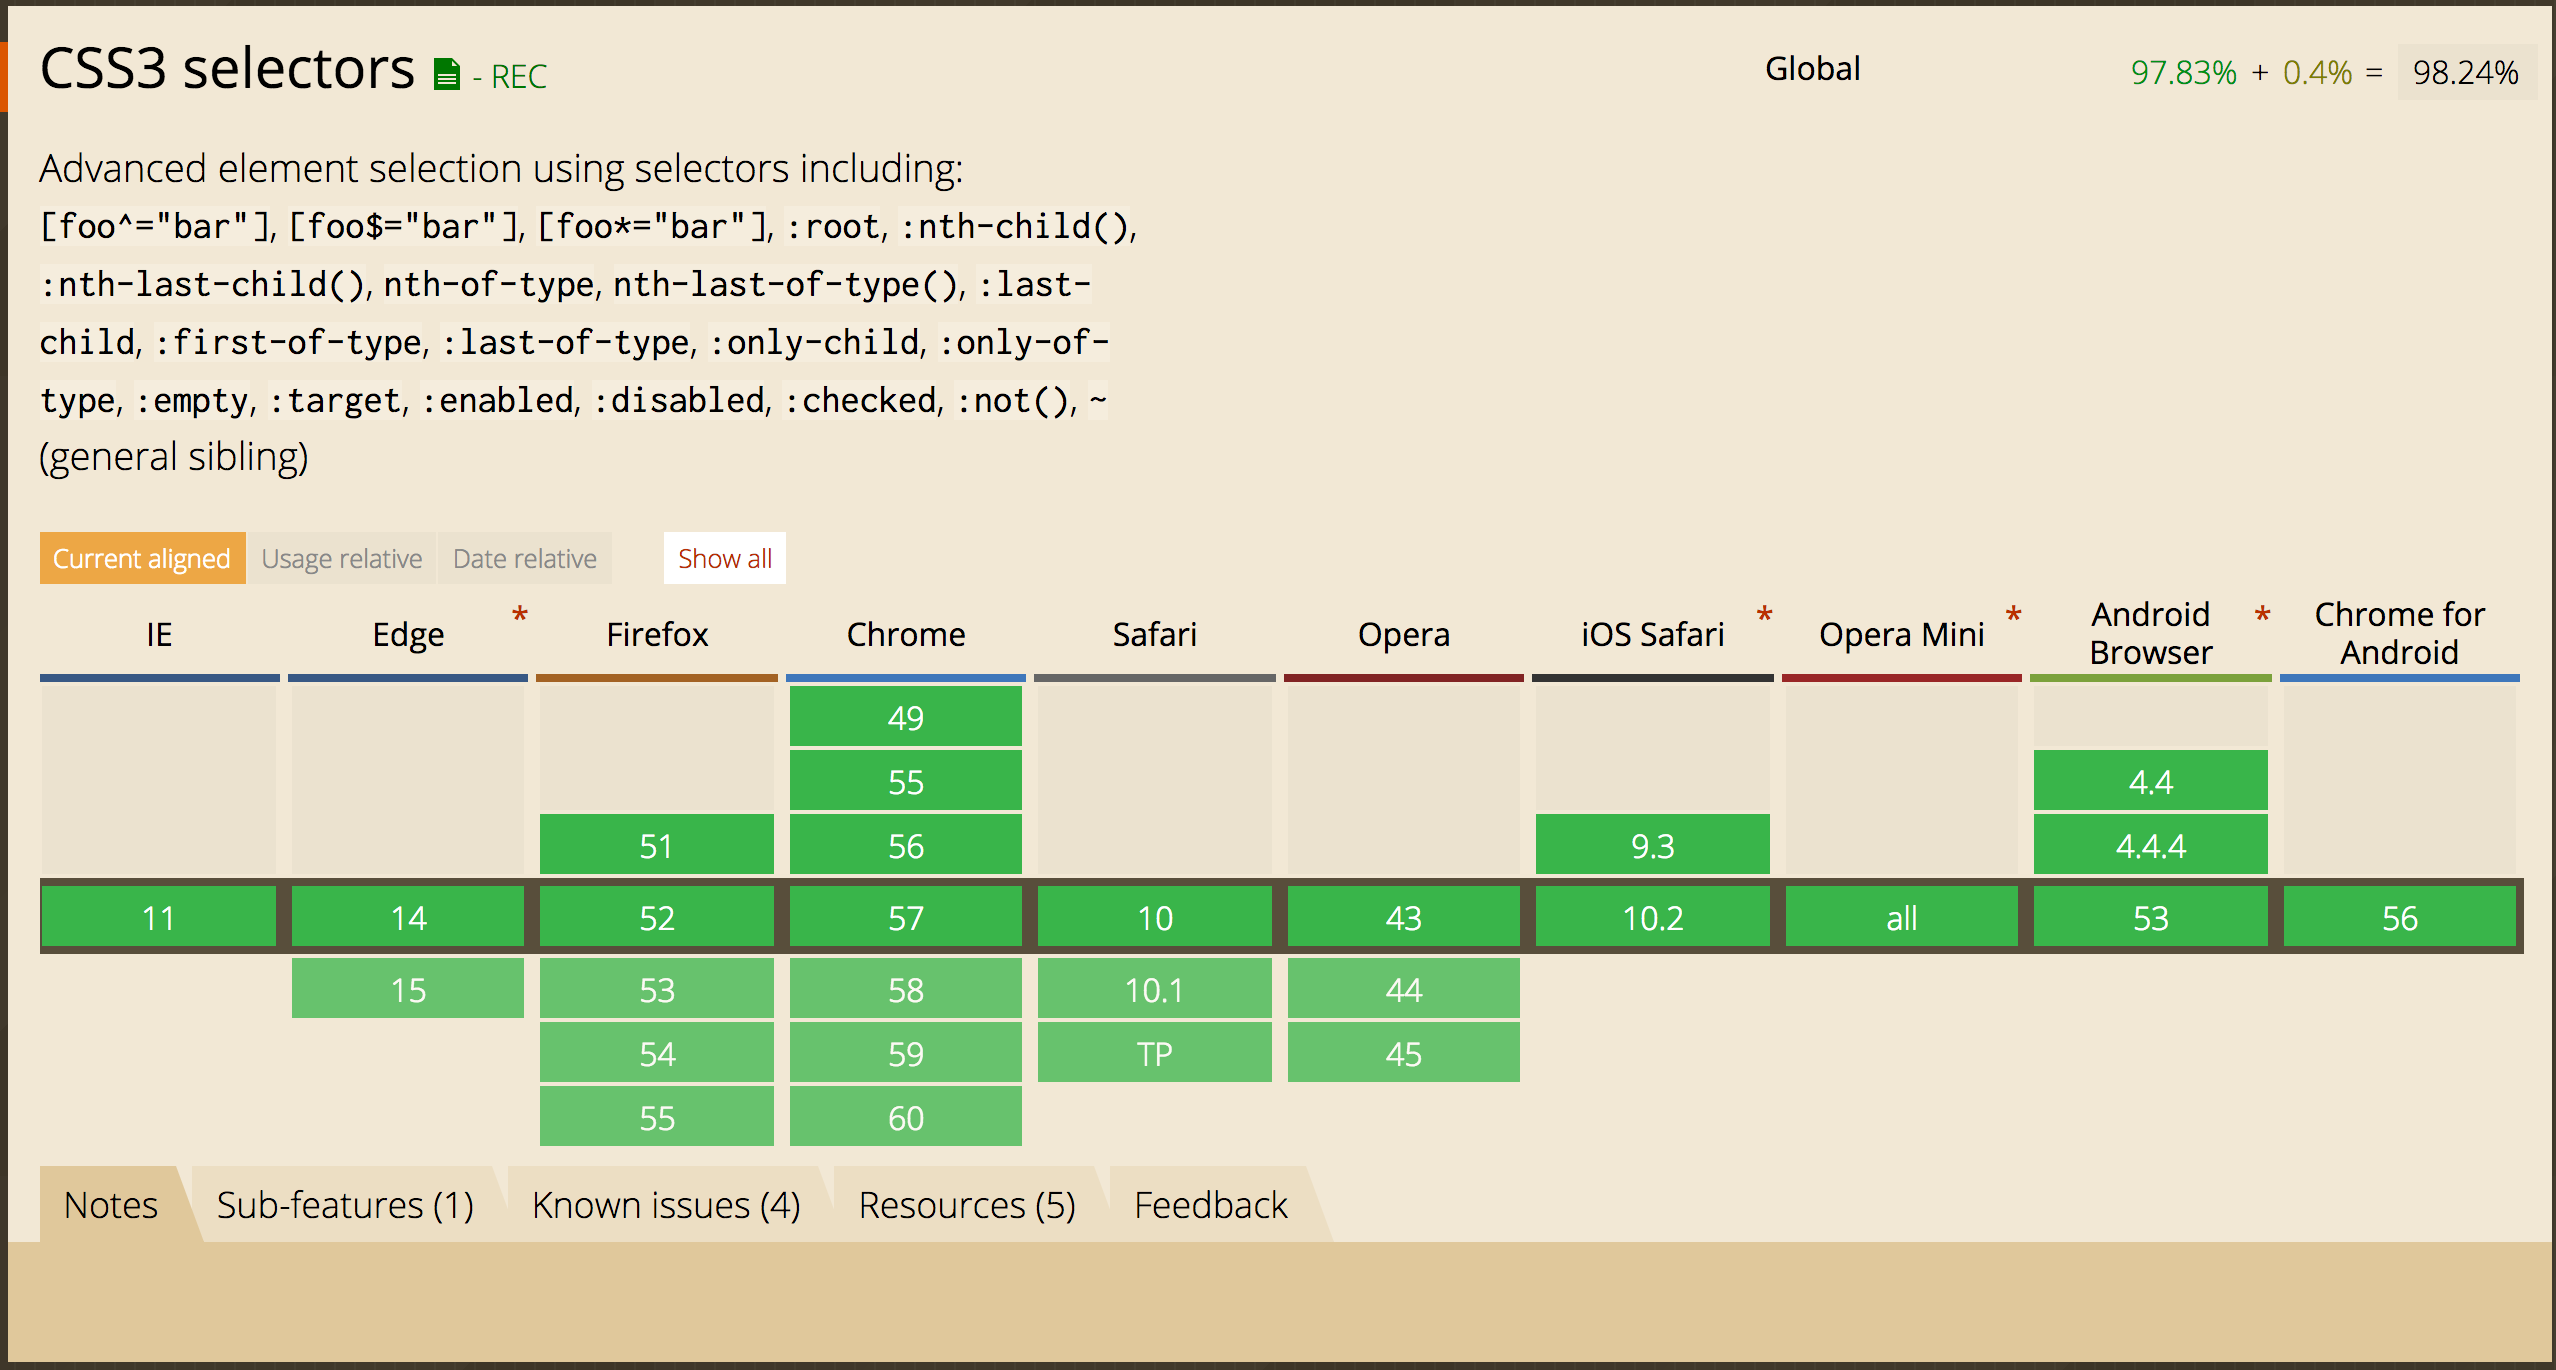 CSS3 selectors - REC
Global
97.83% + 0.4% = 98.24%
Advanced element selection using selectors including:
[foo^="bar"], [foo$="bar"], [foo*="bar"], :root, :nth-child(),
:nth-last-child(), nth-of-type, nth-last-of-type(), :last-
child, :first-of-type, :last-of-type, :only-child, :only-of-
type, :empty, :target, :enabled, :disabled, :checked, :not(), ~
(general sibling)
Current aligned Usage relative Date relative Show all
IE Edge * Firefox Chrome Safari Opera iOS Safari * Opera Mini * Android Browser * Chrome for Android
49
55 4.4
51 56 9.3 4.4.4
11 14 52 57 10 43 10.2 all 53 56
15 53 58 10.1 44
54 59 TP 45
55 60
Notes Sub-features (1) Known issues (4) Resources (5) Feedback